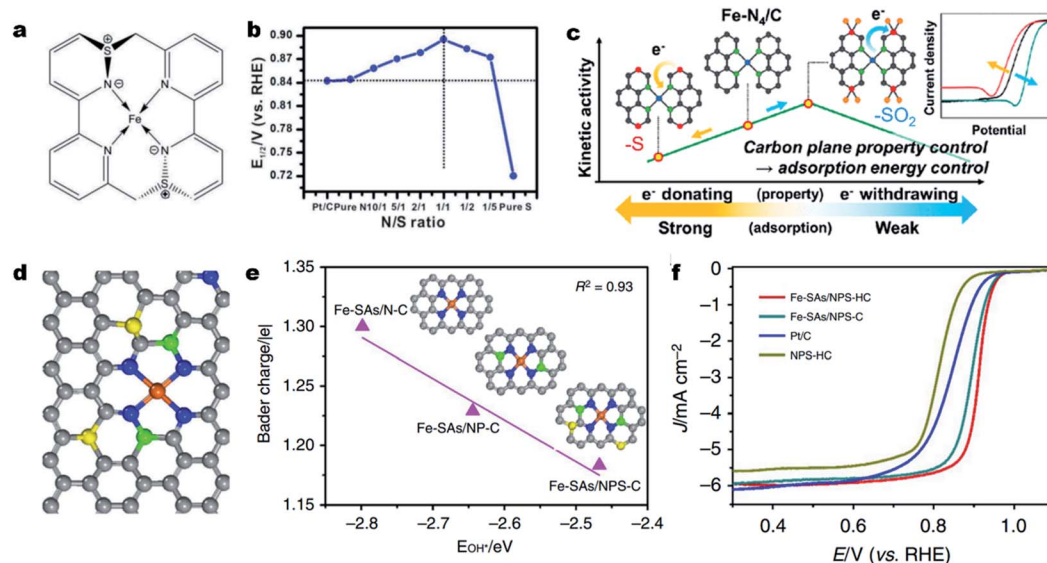 a
S
⊕
N
⊖
N
Fe
N
⊖
N
S
⊕
b
E1/2/V (vs. RHE)
0.90
0.88
0.84
0.80
0.76
0.72
Pt/C Pure N 10/1 5/1 2/1 1/1 1/2 1/5 Pure S
N/S ratio
c
Fe-N4/C
e-
e-
-S
-SO2
Kinetic activity
Current density
Potential
Carbon plane property control
→ adsorption energy control
e- donating (property) e- withdrawing
Strong (adsorption) Weak
d
e
Bader charge/|e|
1.35
1.30
1.25
1.20
1.15
R² = 0.93
Fe-SAs/N-C
Fe-SAs/NP-C
Fe-SAs/NPS-C
−2.8 −2.7 −2.6 −2.5 −2.4
EOH*/eV
f
J/mA cm−2
0
−1
−2
−3
−4
−5
−6
Fe-SAs/NPS-HC
Fe-SAs/NPS-C
Pt/C
NPS-HC
0.4 0.6 0.8 1.0
E/V (vs. RHE)